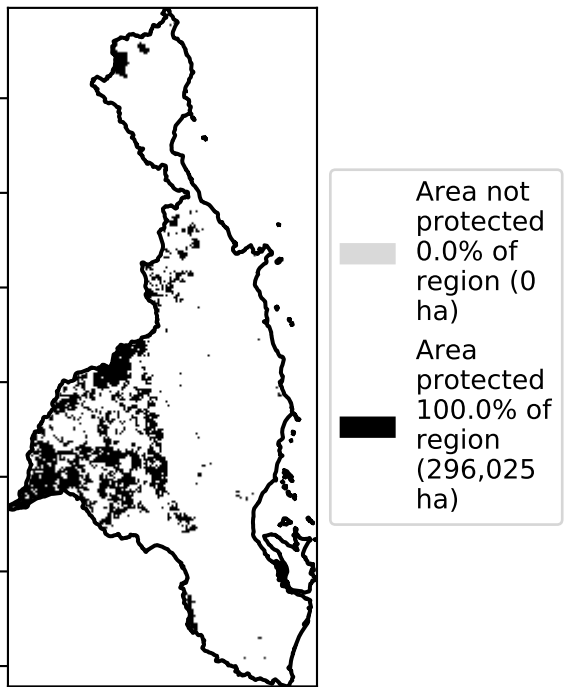 Area not
protected
0.0% of
region (0
ha)
Area
protected
100.0% of
region
(296,025
ha)